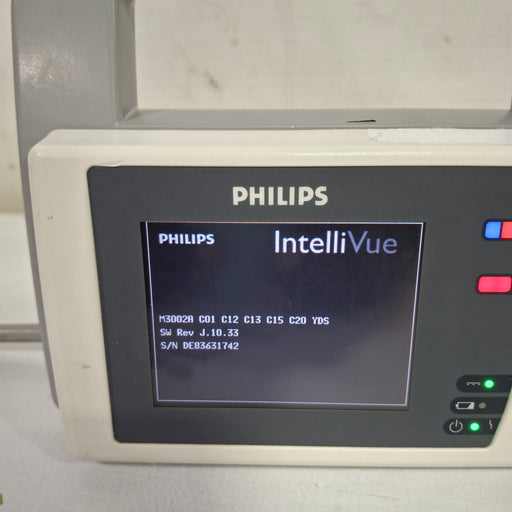 PHILIPS
PHILIPS IntelliVue
M3002A C01 C12 C13 C15 C20 YDS
SW Rev J.10.33
S/N DE83631742